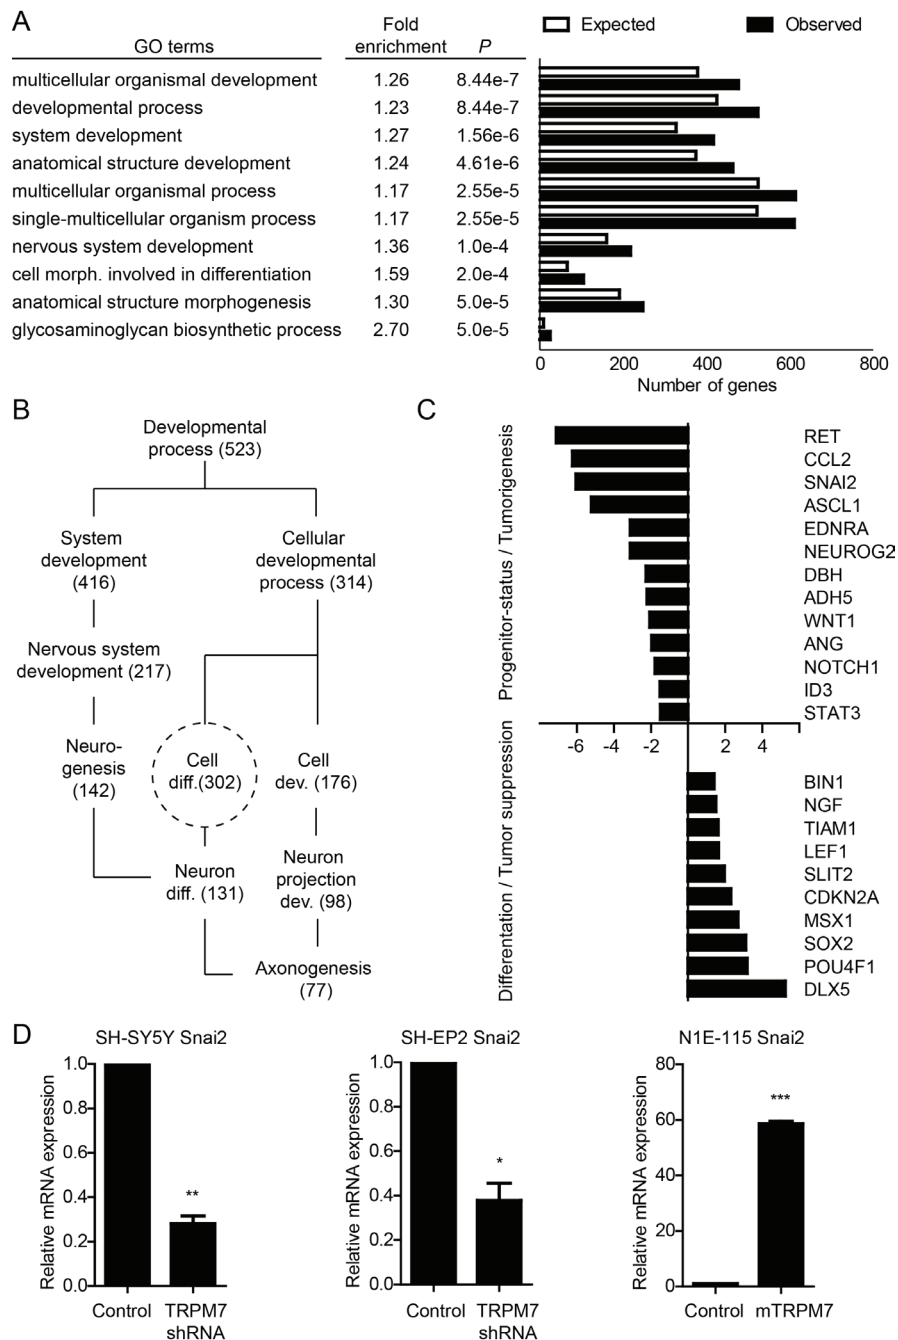 A
GO terms
Fold
enrichment
P
Expected
Observed
multicellular organismal development 1.26 8.44e-7
developmental process 1.23 8.44e-7
system development 1.27 1.56e-6
anatomical structure development 1.24 4.61e-6
multicellular organismal process 1.17 2.55e-5
single-multicellular organism process 1.17 2.55e-5
nervous system development 1.36 1.0e-4
cell morph. involved in differentiation 1.59 2.0e-4
anatomical structure morphogenesis 1.30 5.0e-5
glycosaminoglycan biosynthetic process 2.70 5.0e-5
0 200 400 600 800
Number of genes
B
Developmental
process (523)
System
development
(416)
Cellular
developmental
process (314)
Nervous system
development (217)
Neuro-
genesis
(142)
Cell
diff.(302)
Cell
dev. (176)
Neuron
diff. (131)
Neuron
projection
dev. (98)
Axonogenesis
(77)
C
Progenitor-status / Tumorigenesis
RET
CCL2
SNAI2
ASCL1
EDNRA
NEUROG2
DBH
ADH5
WNT1
ANG
NOTCH1
ID3
STAT3
-6 -4 -2 2 4
Differentiation / Tumor suppression
BIN1
NGF
TIAM1
LEF1
SLIT2
CDKN2A
MSX1
SOX2
POU4F1
DLX5
D
SH-SY5Y Snai2
Relative mRNA expression
1.0
0.8
0.6
0.4
0.2
0.0
**
Control
TRPM7
shRNA
SH-EP2 Snai2
Relative mRNA expression
1.0
0.8
0.6
0.4
0.2
0.0
*
Control
TRPM7
shRNA
N1E-115 Snai2
Relative mRNA expression
80
60
40
20
0
***
Control
mTRPM7